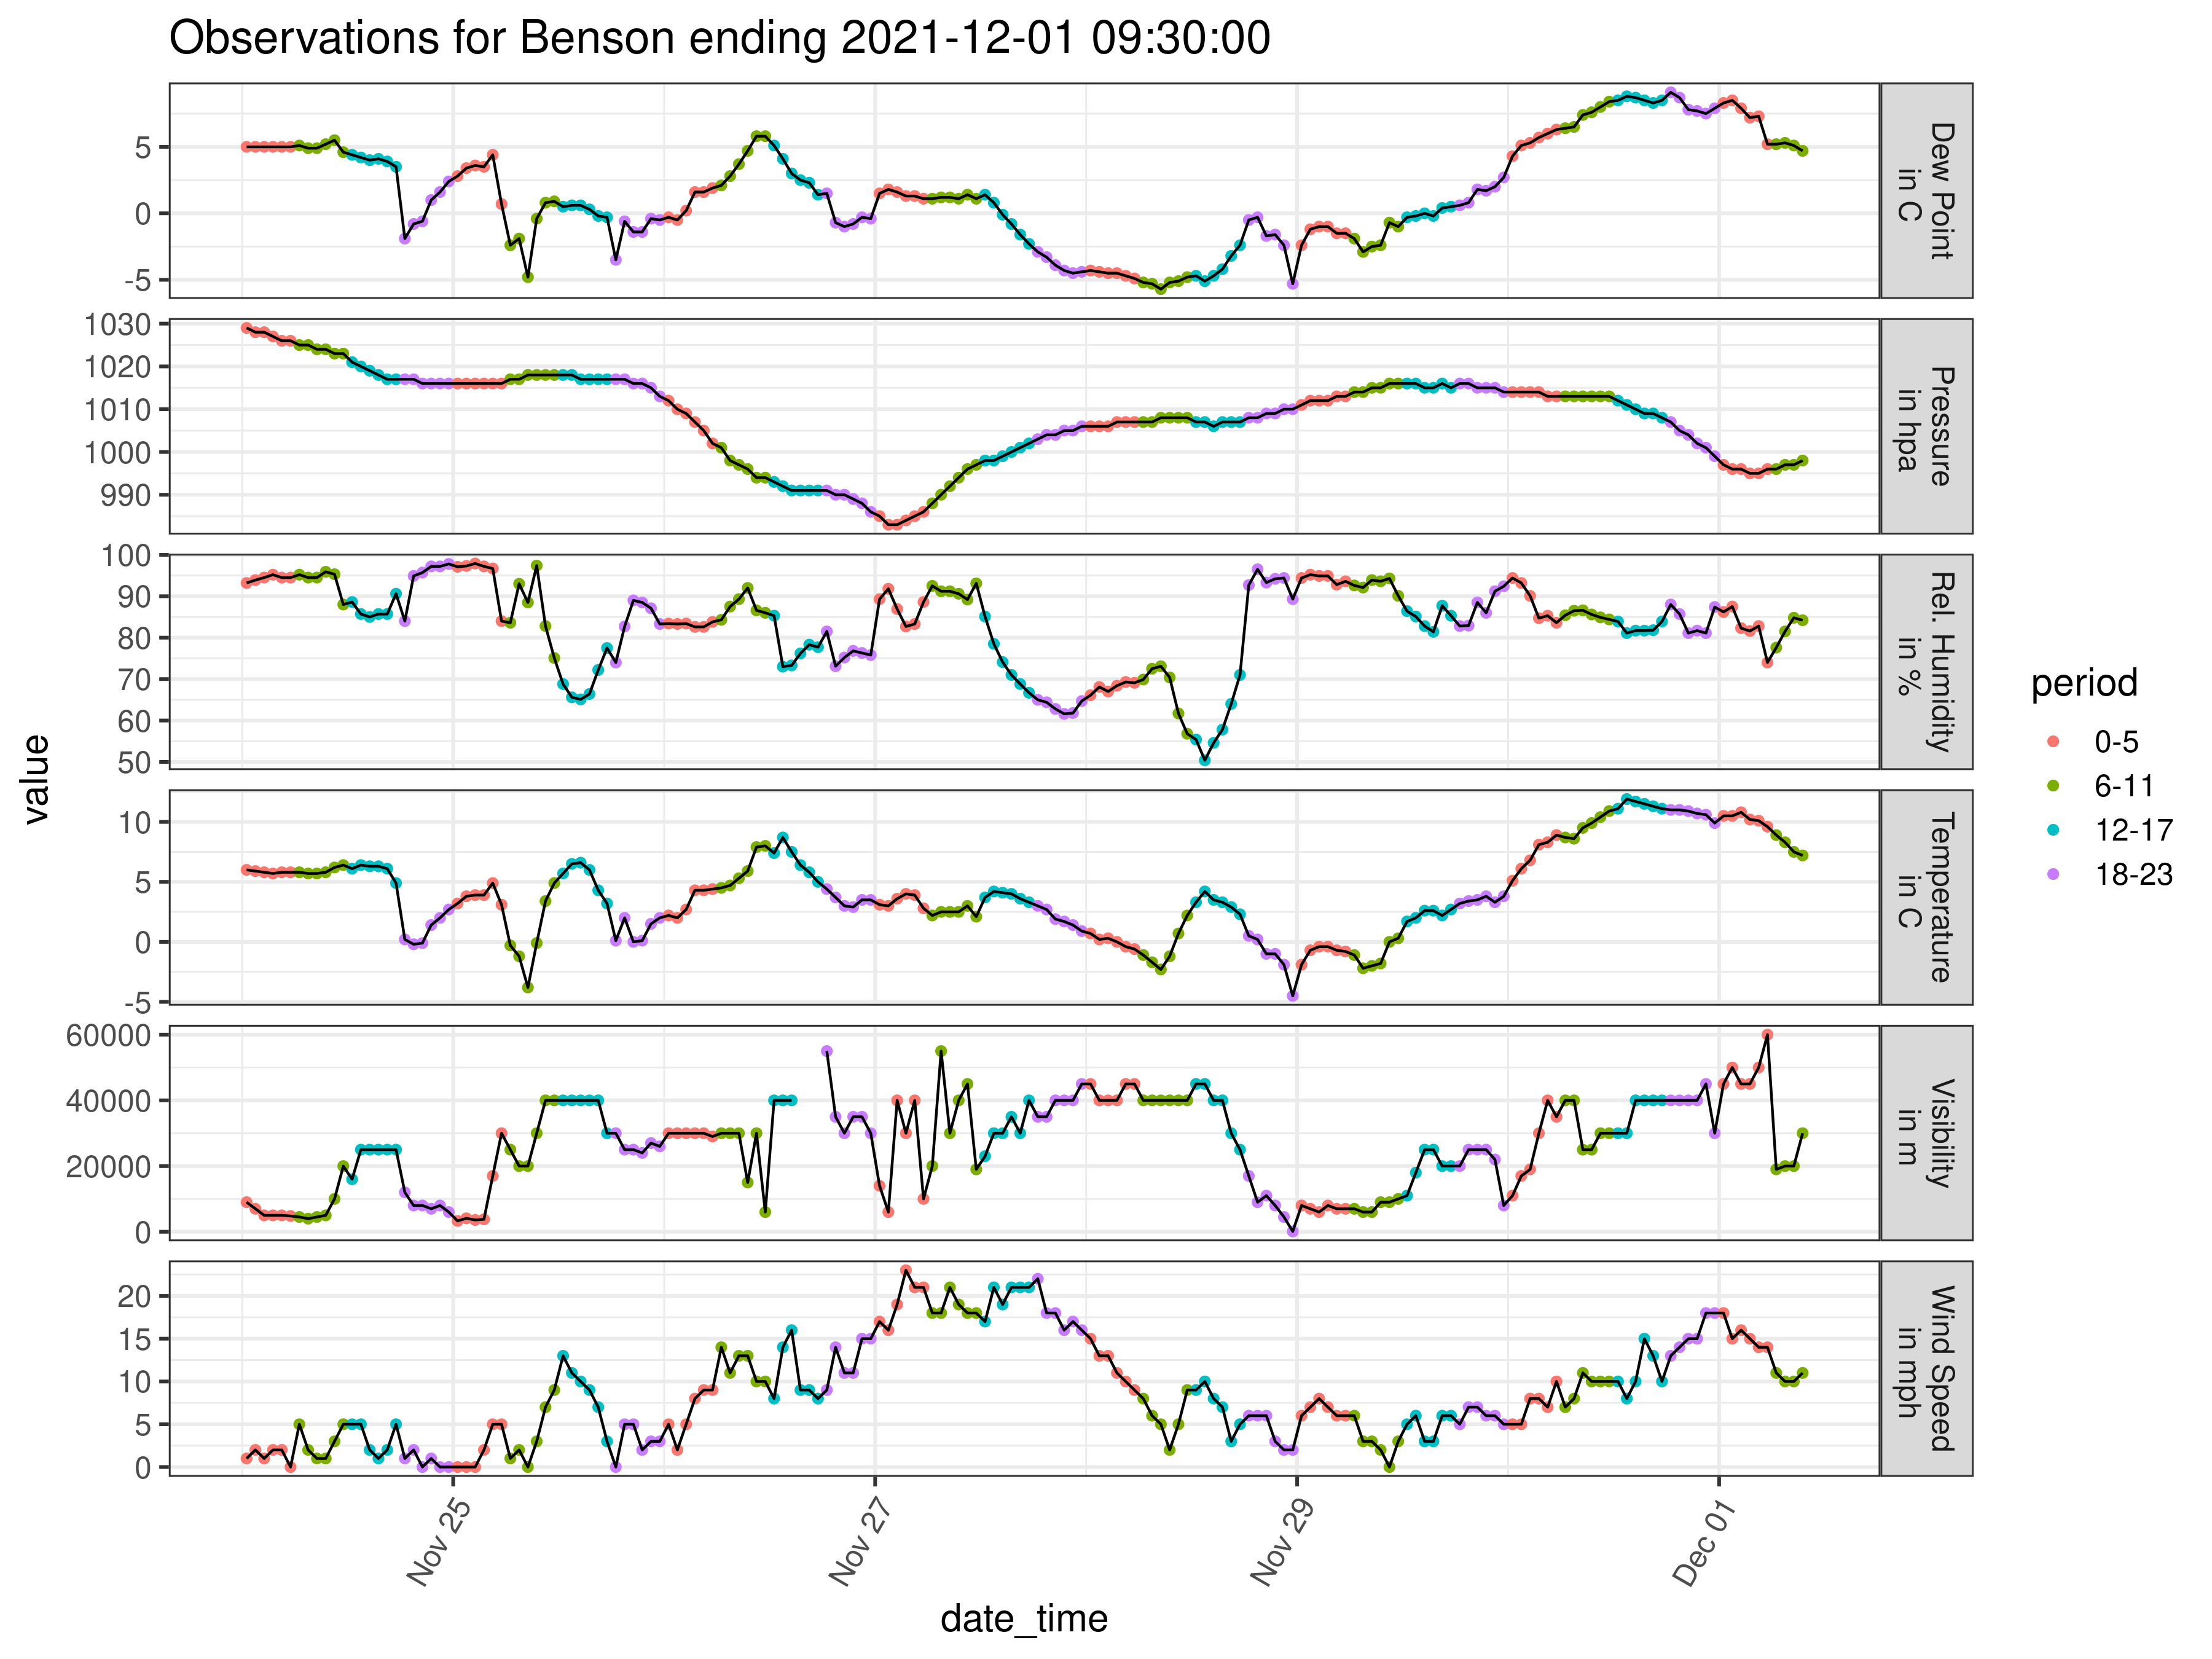 Observations for Benson ending 2021-12-01 09:30:00
value
5
0
-5
Dew Point
in C
1030
1020
1010
1000
990
Pressure
in hpa
100
90
80
70
60
50
Rel. Humidity
in %
10
5
0
-5
Temperature
in C
60000
40000
20000
0
Visibility
in m
20
15
10
5
0
Wind Speed
in mph
Nov 25
Nov 27
Nov 29
Dec 01
date_time
period
0-5
6-11
12-17
18-23